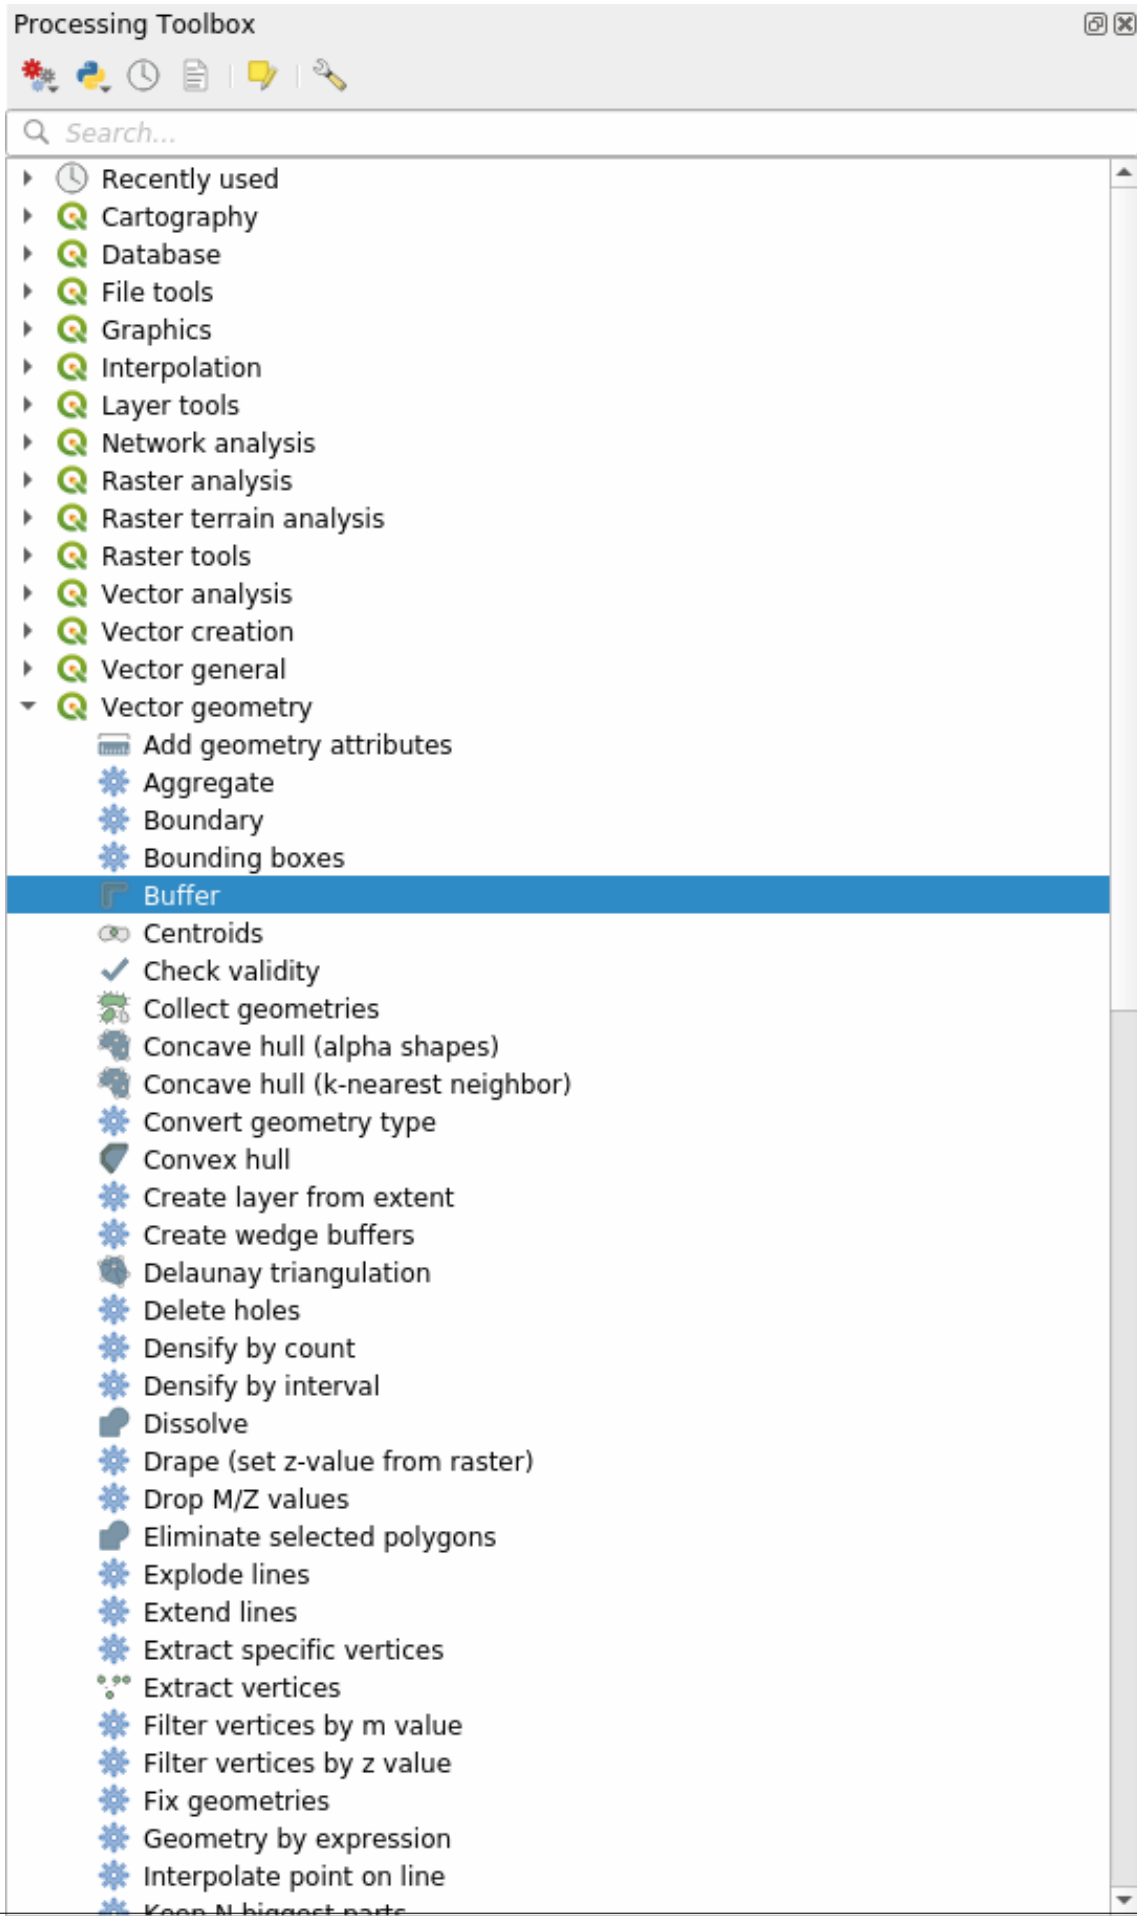 Processing Toolbox
Search...
Recently used
Cartography
Database
File tools
Graphics
Interpolation
Layer tools
Network analysis
Raster analysis
Raster terrain analysis
Raster tools
Vector analysis
Vector creation
Vector general
Vector geometry
Add geometry attributes
Aggregate
Boundary
Bounding boxes
Buffer
Centroids
Check validity
Collect geometries
Concave hull (alpha shapes)
Concave hull (k-nearest neighbor)
Convert geometry type
Convex hull
Create layer from extent
Create wedge buffers
Delaunay triangulation
Delete holes
Densify by count
Densify by interval
Dissolve
Drape (set z-value from raster)
Drop M/Z values
Eliminate selected polygons
Explode lines
Extend lines
Extract specific vertices
Extract vertices
Filter vertices by m value
Filter vertices by z value
Fix geometries
Geometry by expression
Interpolate point on line
Keep N biggest parts